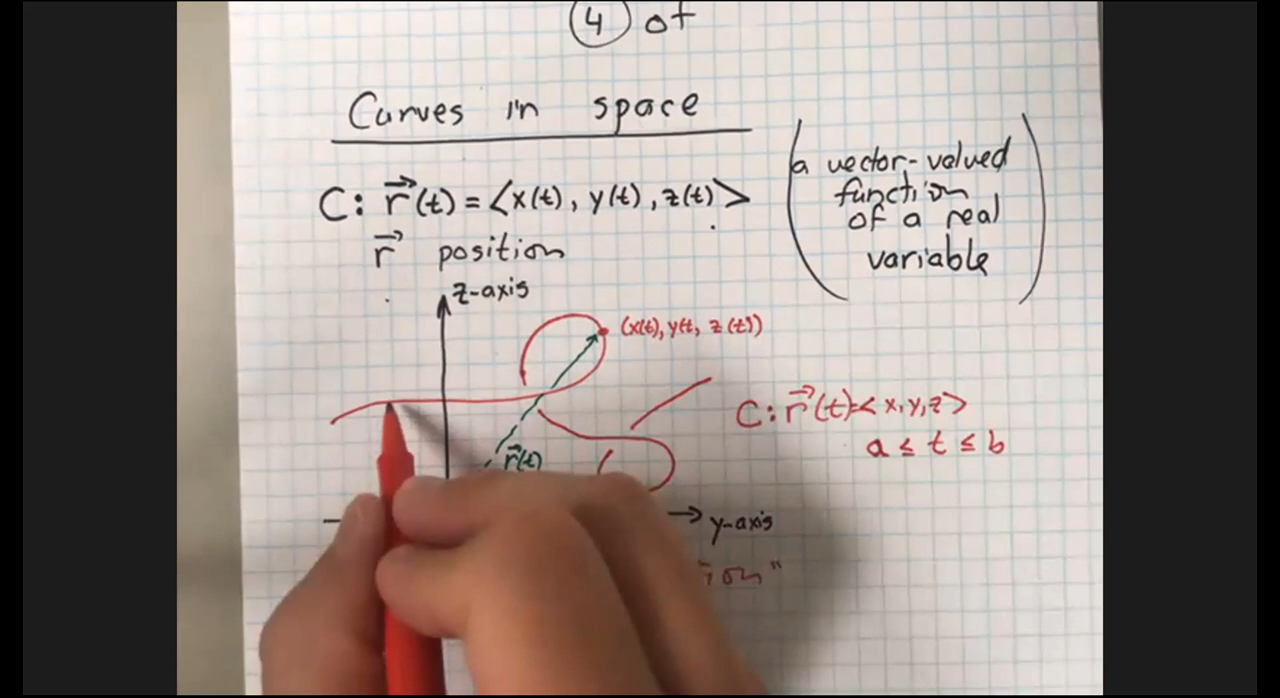 ④ of
Curves in space
C: r⃗(t) = <x(t), y(t), z(t)>
(a vector-valued
function
of a real
variable)
r⃗ position
z-axis
(x(t), y(t, z(t))
C: r⃗(t)=<x,y,z>
a ≤ t ≤ b
r⃗(t)
y-axis